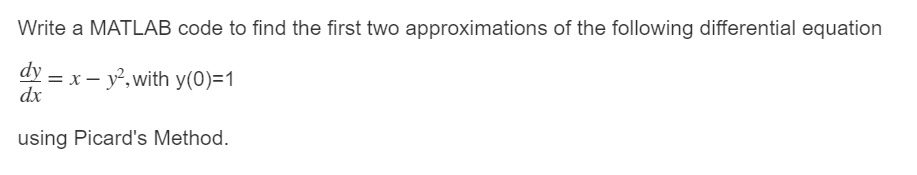 Write a MATLAB code to find the first two approximations of the following differential equation
dy/dx = x − y², with y(0)=1
using Picard's Method.